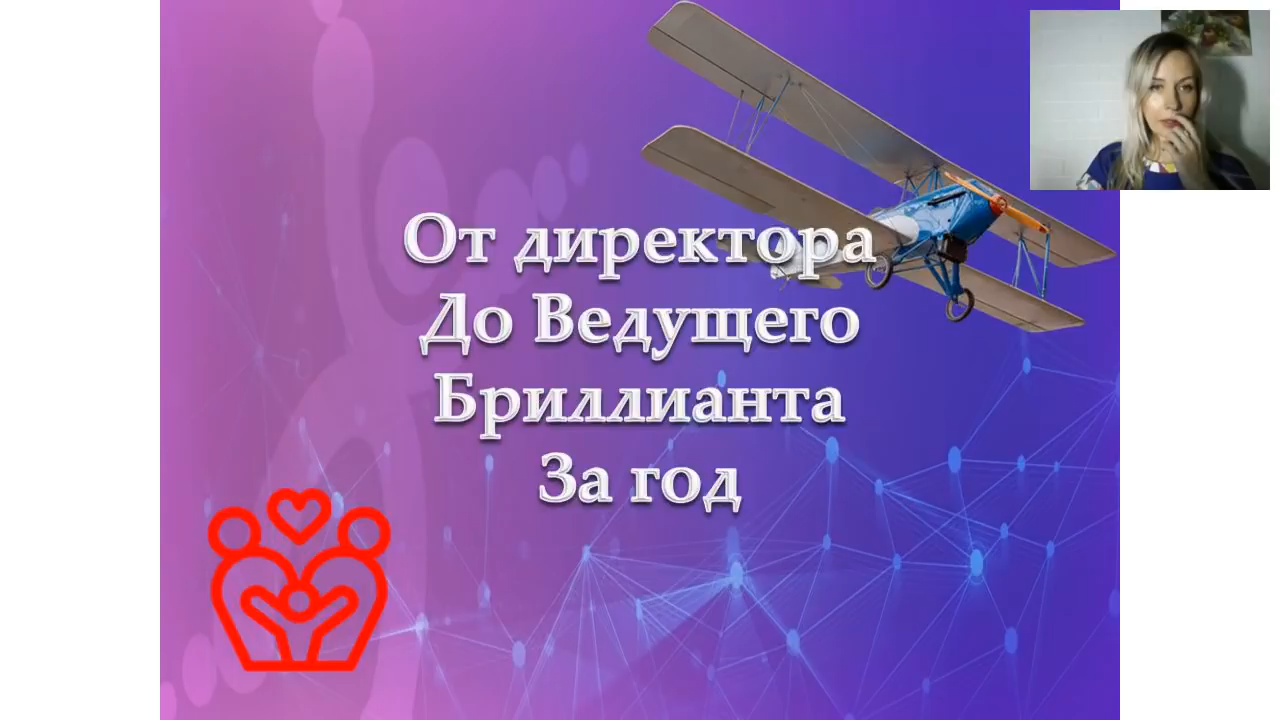 От директора
До Ведущего
Бриллианта
За год